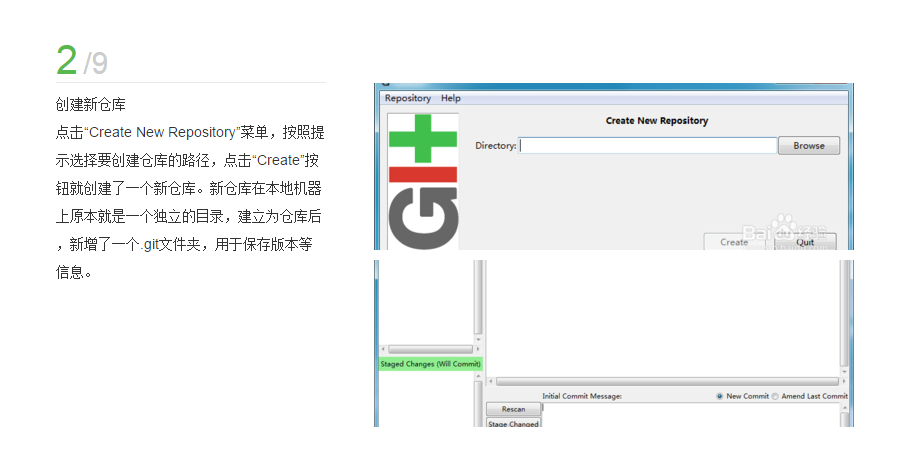 2 /9
创建新仓库
点击“Create New Repository”菜单，按照提
示选择要创建仓库的路径，点击“Create”按
钮就创建了一个新仓库。新仓库在本地机器
上原本就是一个独立的目录，建立为仓库后
，新增了一个.git文件夹，用于保存版本等
信息。
Repository Help
GIt
Create New Repository
Directory:
Browse
Baidu 经验
Create
Quit
Staged Changes (Will Commit)
Initial Commit Message:
New Commit
Amend Last Commit
Rescan
Stage Changed